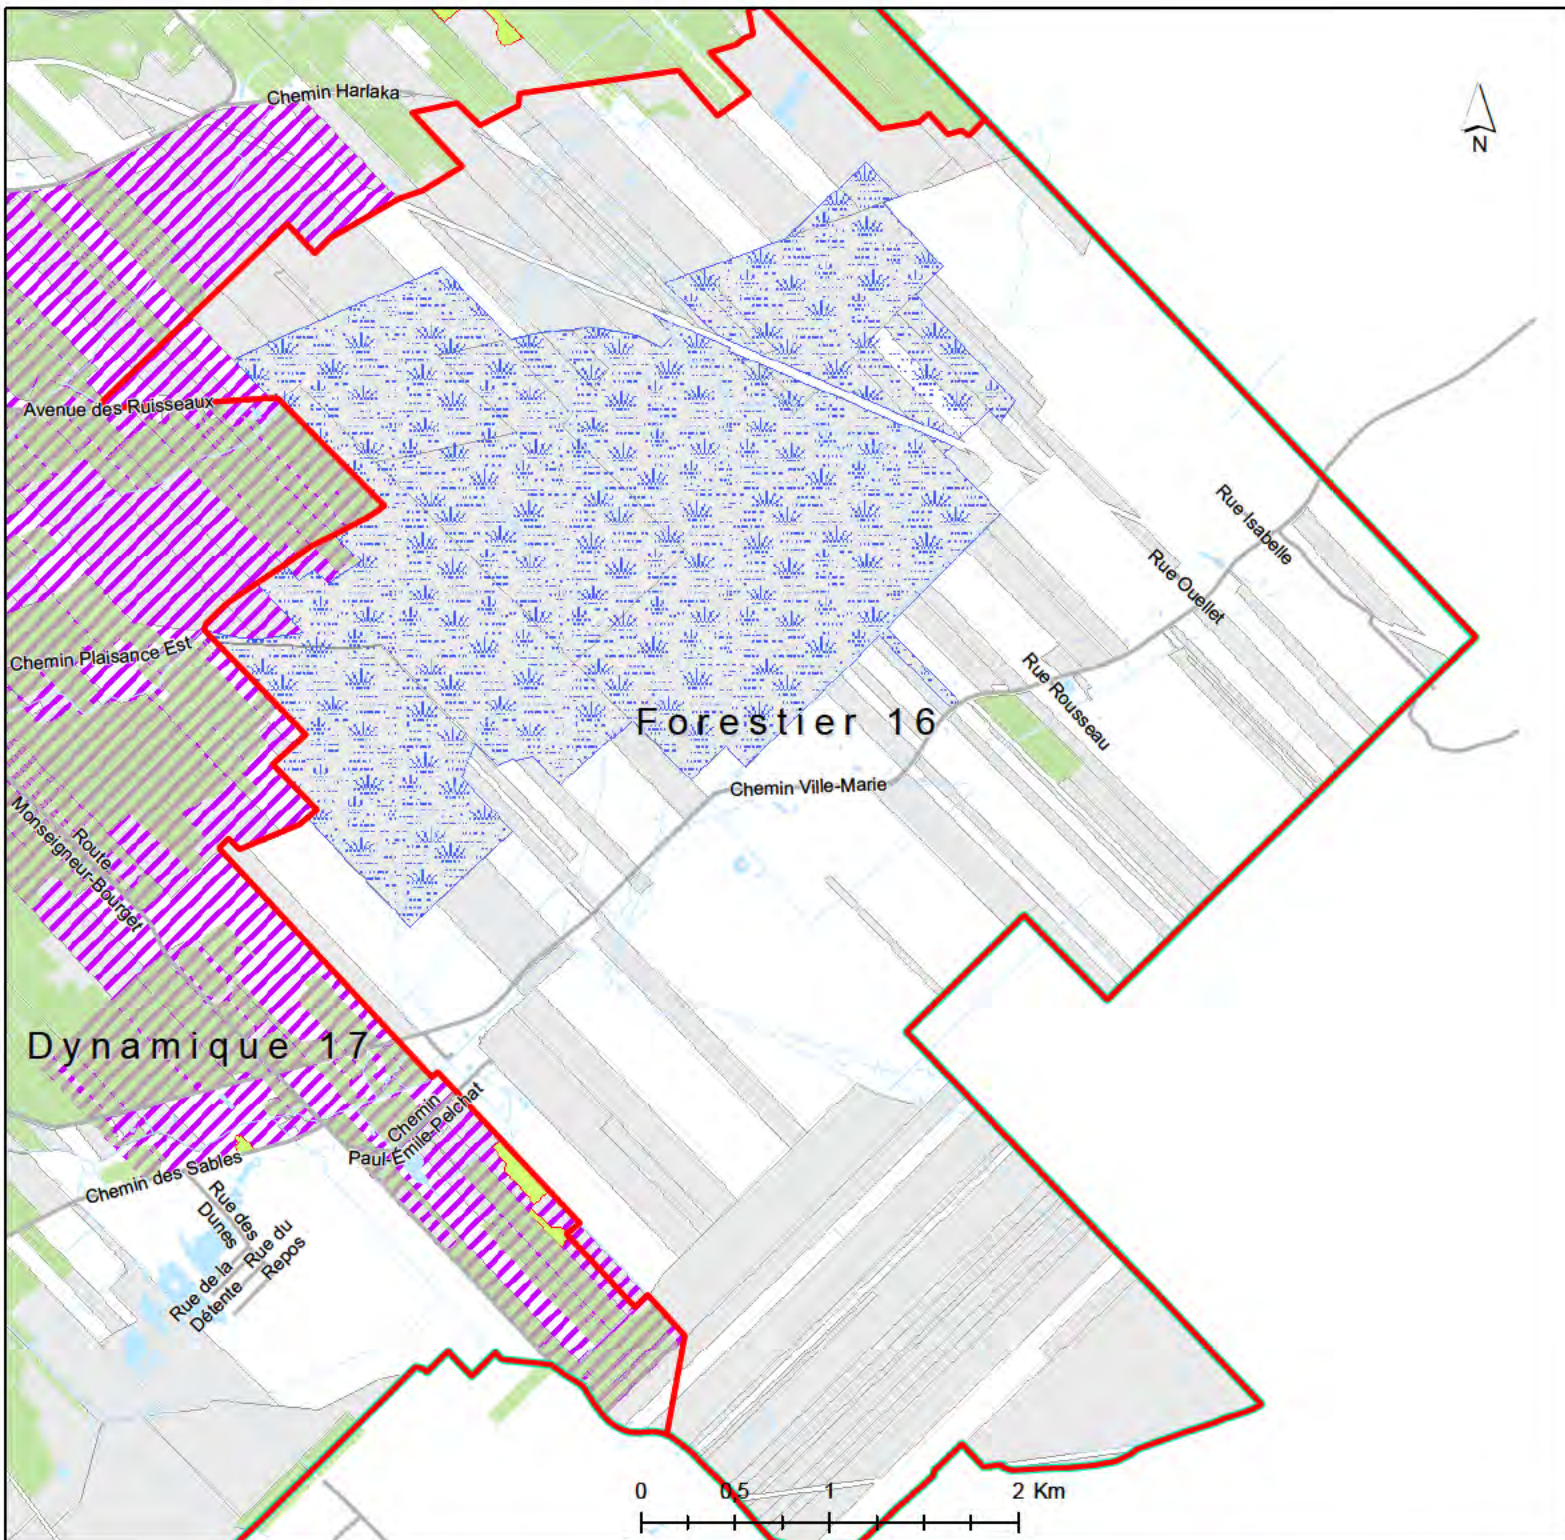 Chemin Harlaka
N
Avenue des Ruisseaux
Rue Isabelle
Rue Ouellet
Chemin Plaisance Est
Rue Rousseau
Forestier 16
Chemin Ville-Marie
Route
Monseigneur-Bourget
Dynamique 17
Chemin
Paul-Émile-Pelchat
Chemin des Sables
Rue des
Dunes
Rue du
Repos
Rue de la
Détente
0 0,5 1 2 Km